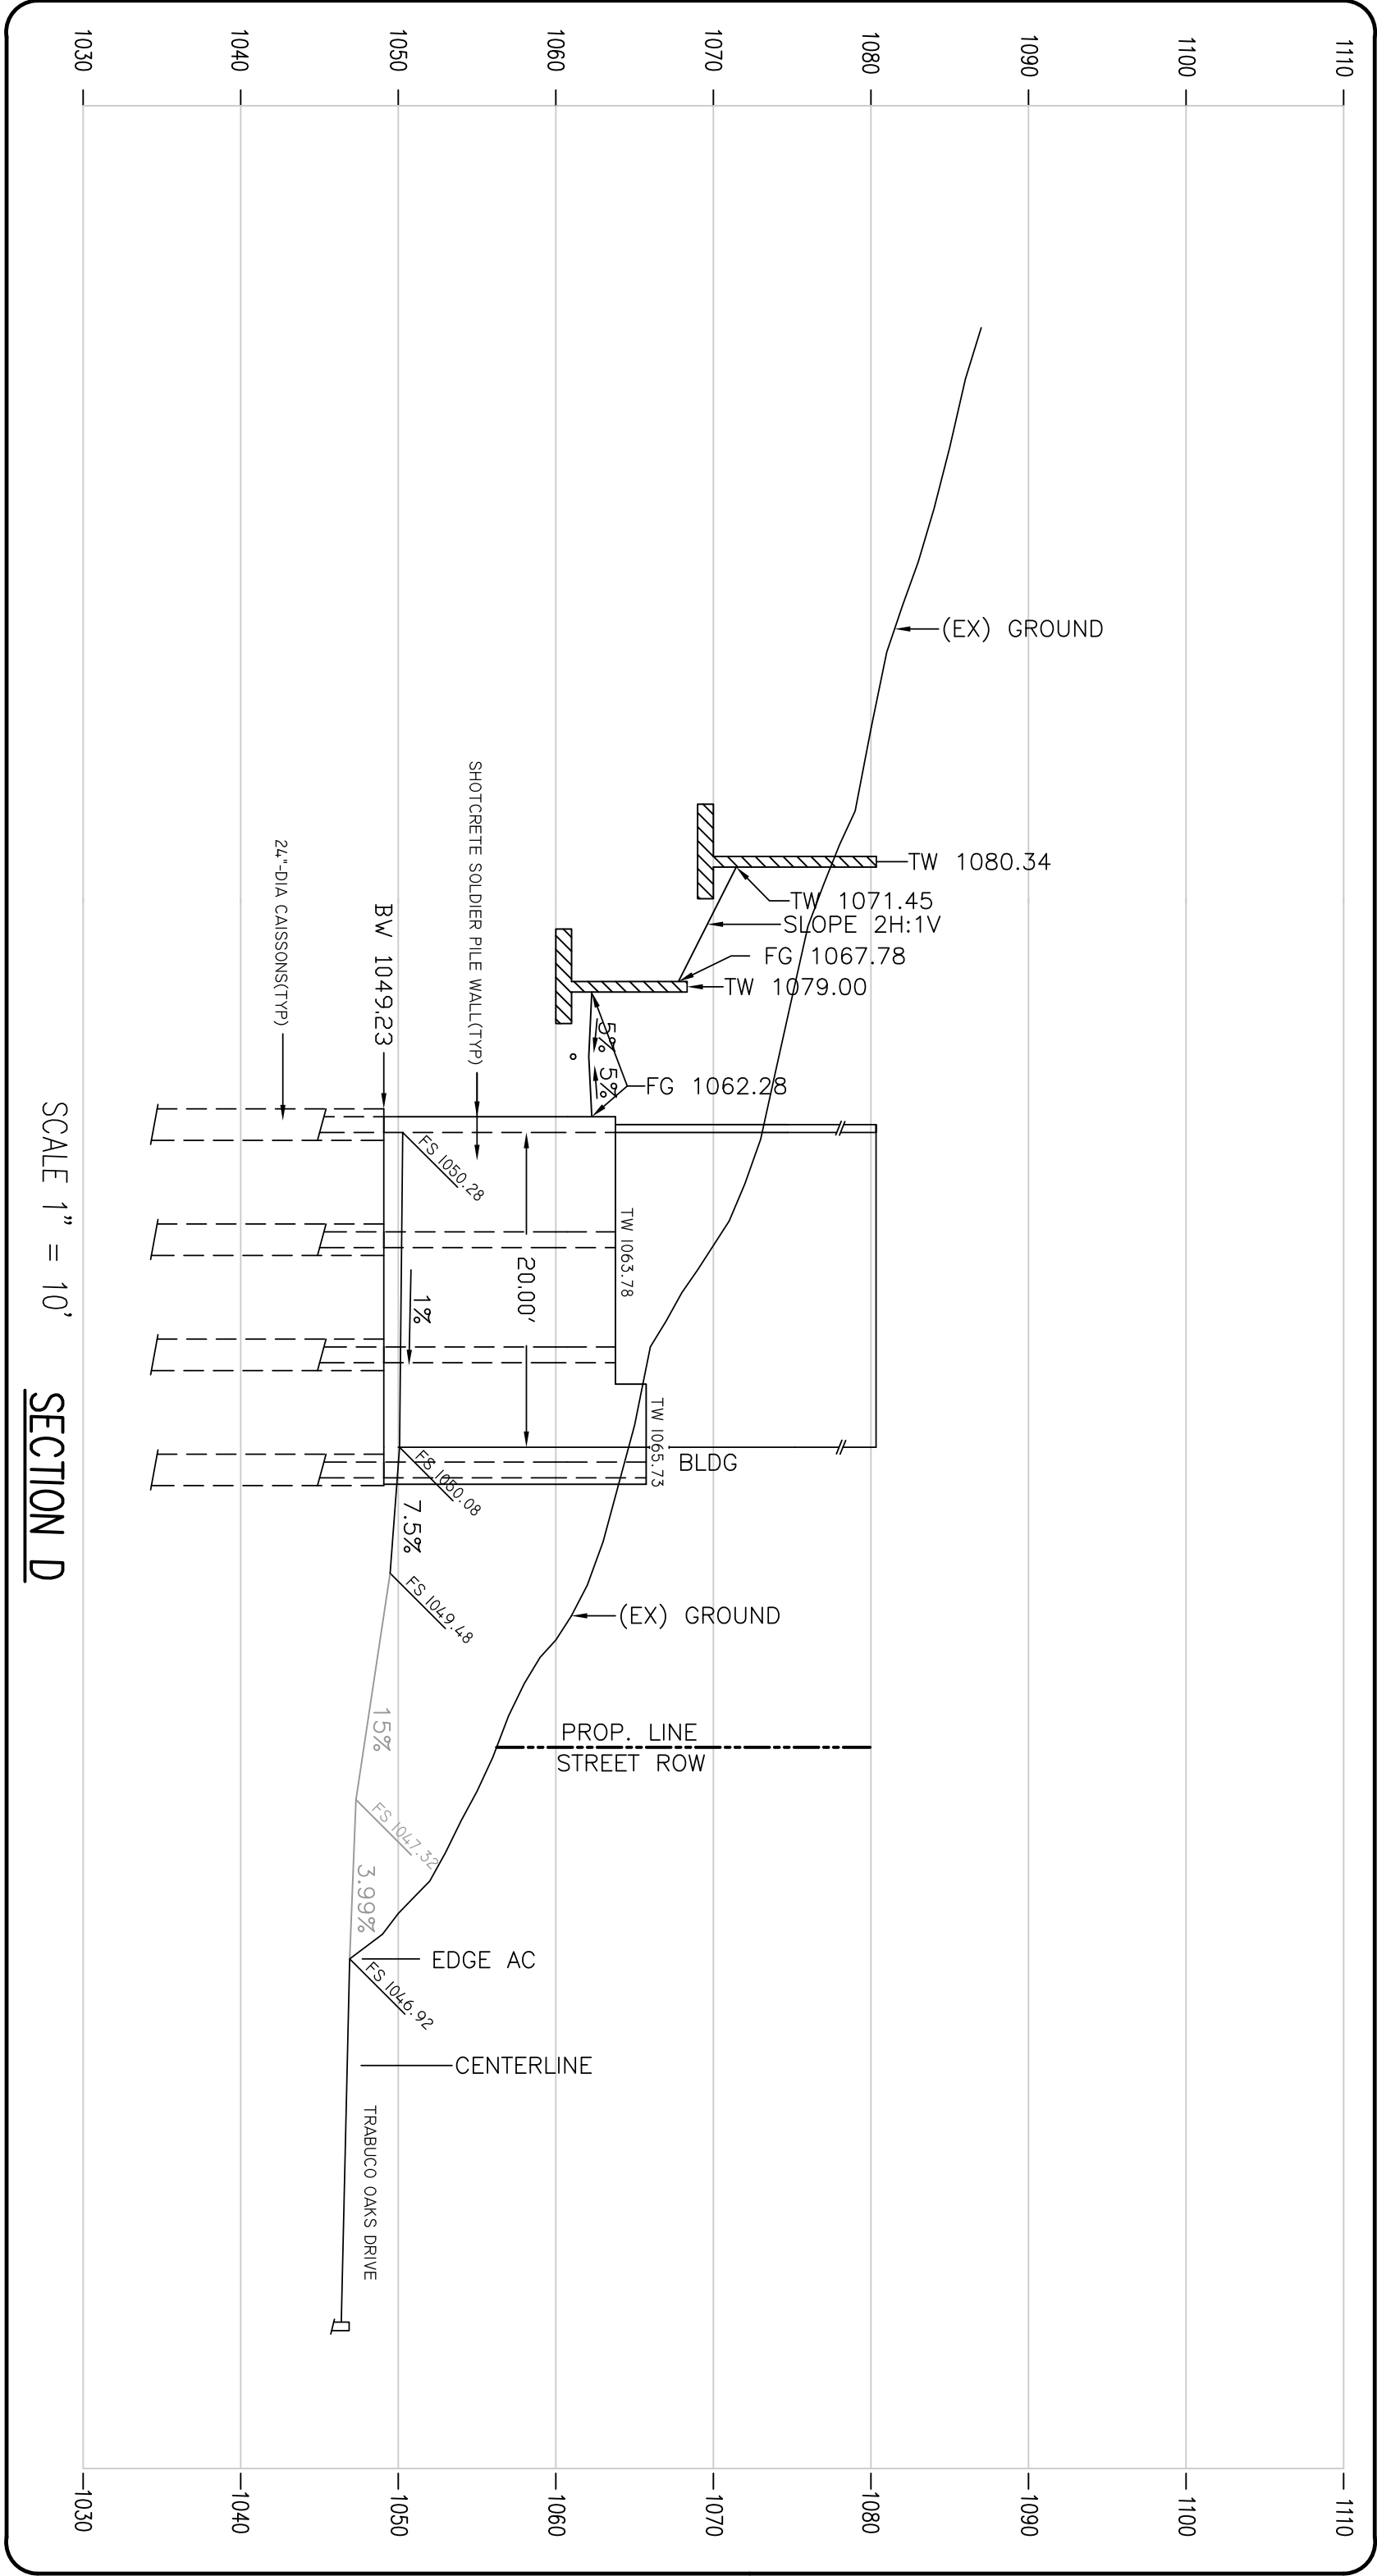 1110
1100
1090
1080
1070
1060
1050
1040
1030
(EX) GROUND
TW 1080.34
TW 1071.45
SLOPE 2H:1V
FG 1067.78
TW 1079.00
5%
5%
FG 1062.28
SHOTCRETE SOLDIER PILE WALL(TYP)
24"-DIA CAISSONS(TYP)
BW 1049.23
FS 1050.28
TW 1063.78
20.00'
1%
TW 1065.73
BLDG
FS 1050.08
7.5%
FS 1049.48
(EX) GROUND
15%
PROP. LINE
STREET ROW
FS 1047.32
3.99%
EDGE AC
FS 1046.92
CENTERLINE
TRABUCO OAKS DRIVE
1110
1100
1090
1080
1070
1060
1050
1040
1030
SCALE 1" = 10'
SECTION D